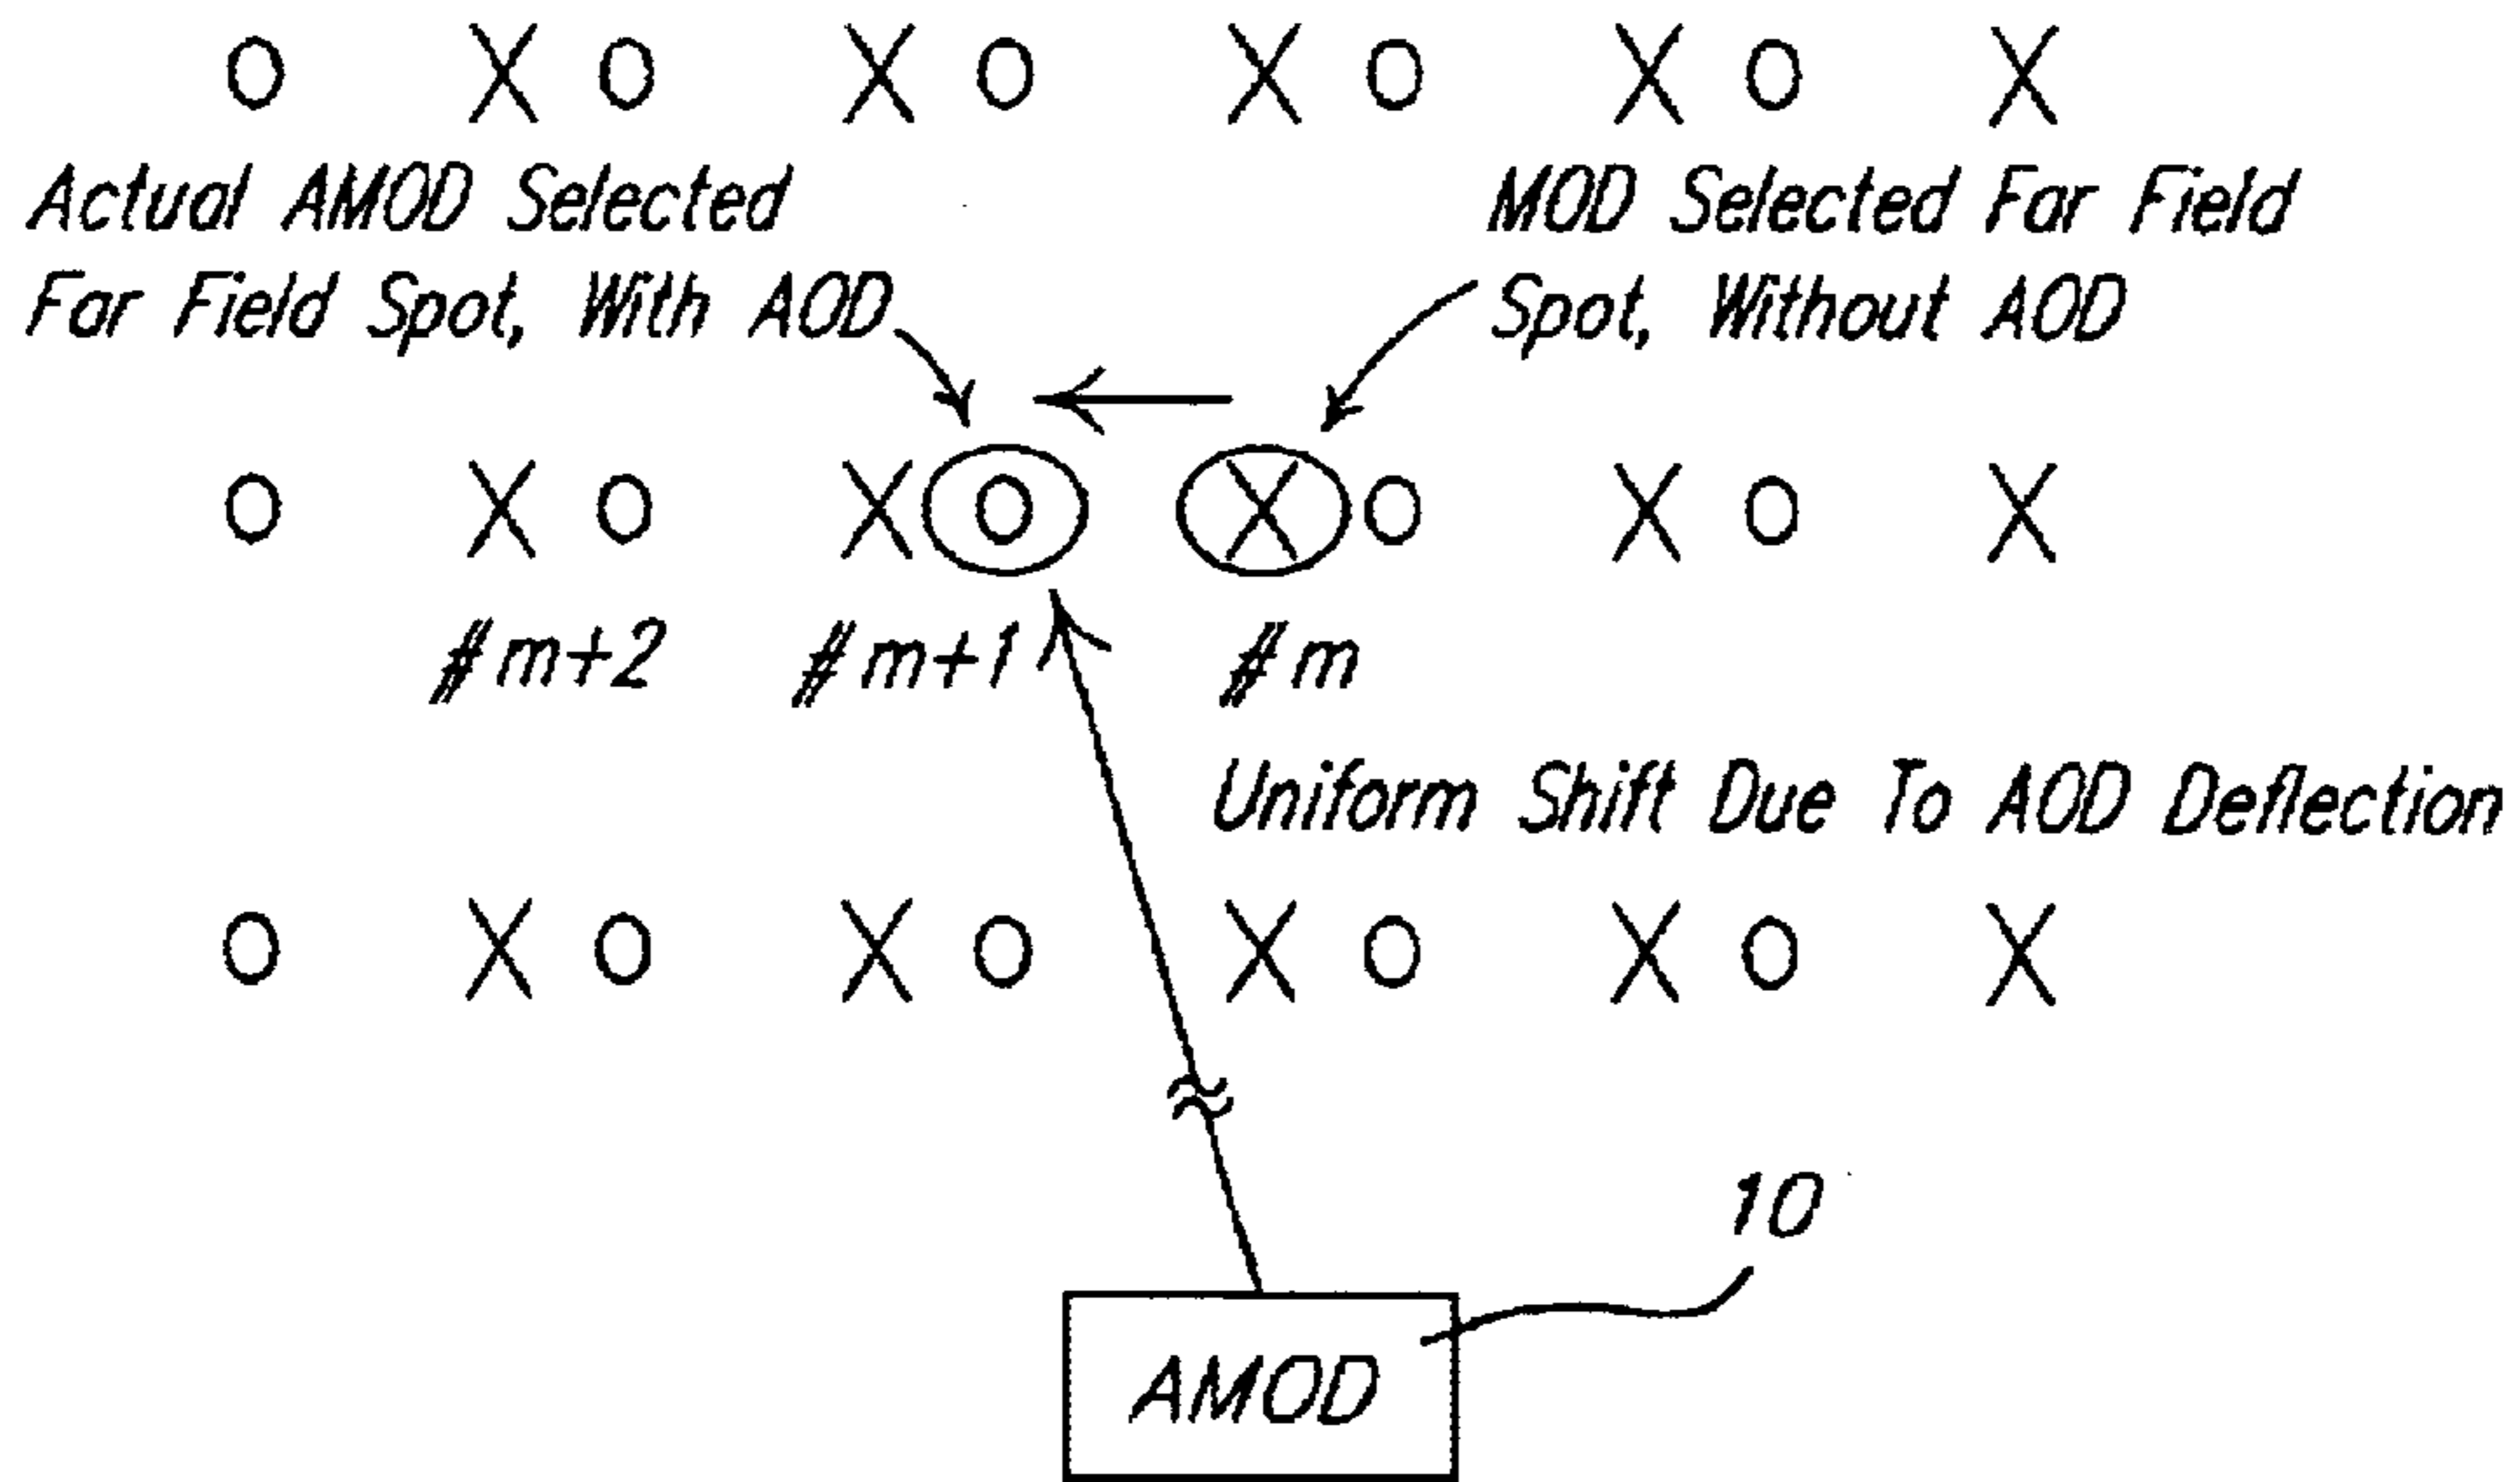 O X O X O X O X O X
Actual AMOD Selected
Far Field Spot, With AOD
MOD Selected Far Field
Spot, Without AOD
O X O X O X O X O X
#m+2 #m+1 #m
Uniform Shift Due To AOD Deflection
O X O X O X O X O X
10
AMOD